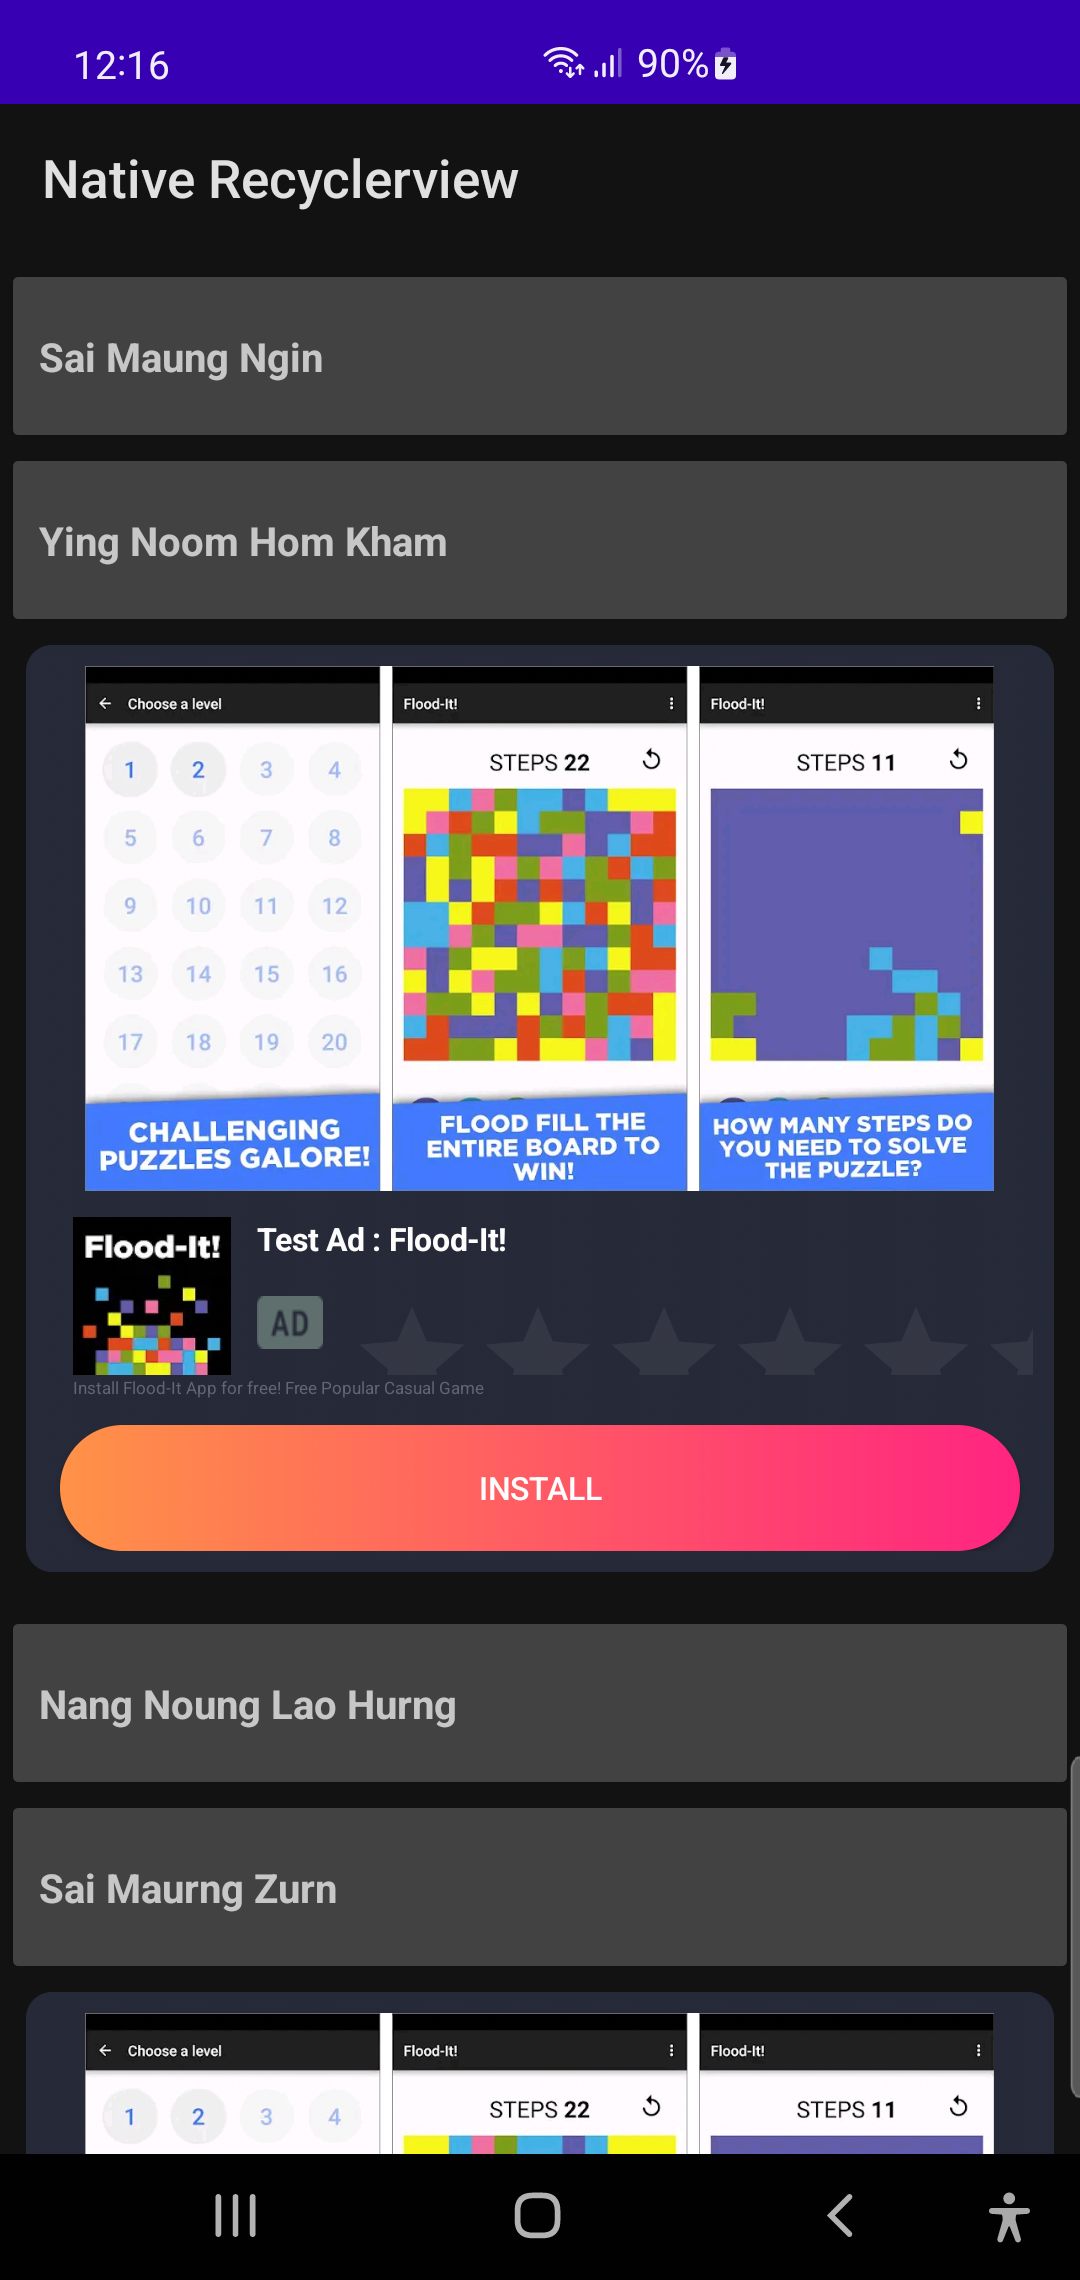 12:16
90%
Native Recyclerview
Sai Maung Ngin
Ying Noom Hom Kham
Choose a level
1 2 3 4
5 6 7 8
9 10 11 12
13 14 15 16
17 18 19 20
CHALLENGING
PUZZLES GALORE!
Flood-It!
STEPS 22
FLOOD FILL THE
ENTIRE BOARD TO
WIN!
Flood-It!
STEPS 11
HOW MANY STEPS DO
YOU NEED TO SOLVE
THE PUZZLE?
Flood-It!
Test Ad : Flood-It!
AD
Install Flood-It App for free! Free Popular Casual Game
INSTALL
Nang Noung Lao Hurng
Sai Maurng Zurn
Choose a level
1 2 3 4
Flood-It!
STEPS 22
Flood-It!
STEPS 11